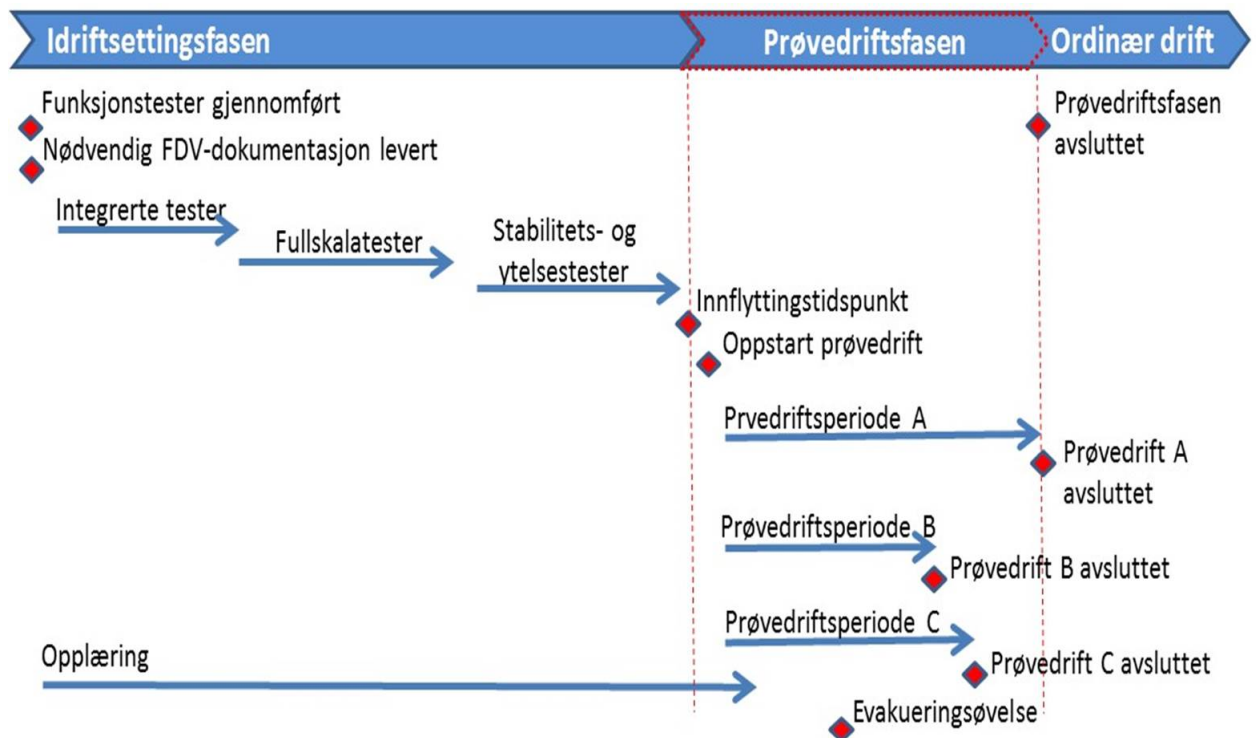 Idriftsettingsfasen
Prøvedriftsfasen
Ordinær drift
Funksjonstester gjennomført
Nødvendig FDV-dokumentasjon levert
Prøvedriftsfasen
avsluttet
Integrerte tester
Fullskalatester
Stabilitets- og
ytelsestester
Innflyttingstidspunkt
Oppstart prøvedrift
Prvedriftsperiode A
Prøvedrift A
avsluttet
Prøvedriftsperiode B
Prøvedrift B avsluttet
Prøvedriftsperiode C
Prøvedrift C avsluttet
Opplæring
Evakueringsøvelse